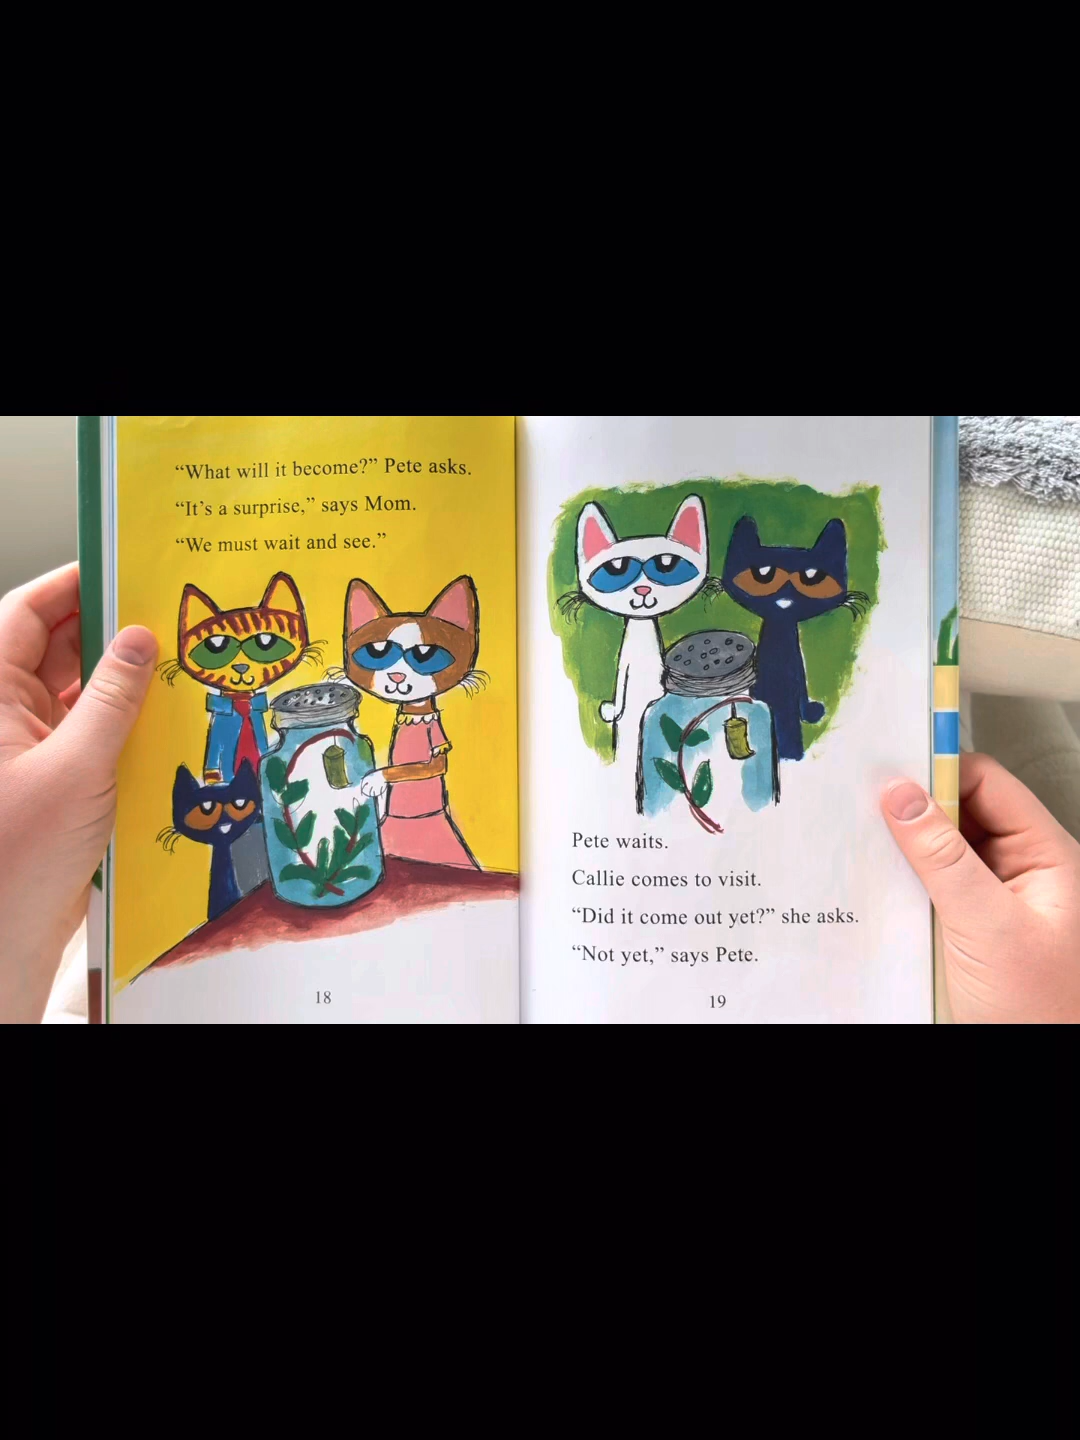 “What will it become?” Pete asks.
“It’s a surprise,” says Mom.
“We must wait and see.”
18
Pete waits.
Callie comes to visit.
“Did it come out yet?” she asks.
“Not yet,” says Pete.
19